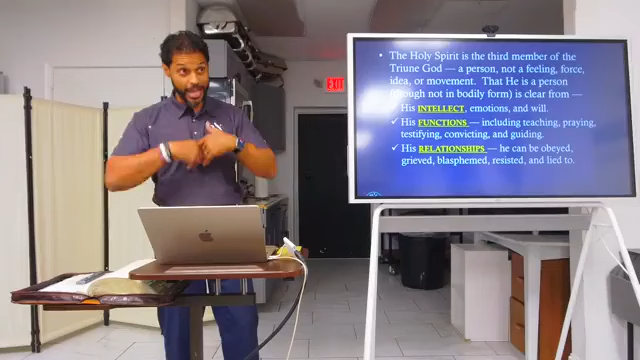 EXIT
• The Holy Spirit is the third member of the
Triune God — a person, not a feeling, force,
idea, or movement. That He is a person
(though not in bodily form) is clear from —
His INTELLECT, emotions, and will.
✓ His FUNCTIONS — including teaching, praying,
testifying, convicting, and guiding.
✓ His RELATIONSHIPS — he can be obeyed,
grieved, blasphemed, resisted, and lied to.